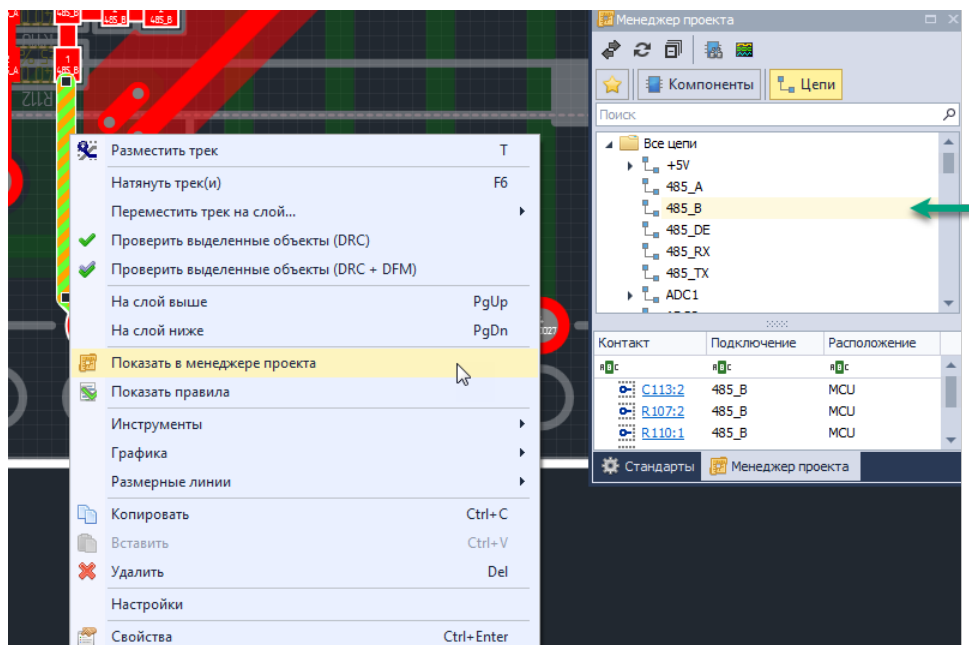 485_B
485_B
485_B
1
485_B
R112
Разместить трек T
Натянуть трек(и) F6
Переместить трек на слой...
Проверить выделенные объекты (DRC)
Проверить выделенные объекты (DRC + DFM)
На слой выше PgUp
На слой ниже PgDn
Показать в менеджере проекта
Показать правила
Инструменты
Графика
Размерные линии
Копировать Ctrl+C
Вставить Ctrl+V
Удалить Del
Настройки
Свойства Ctrl+Enter
Менеджер проекта
Компоненты
Цепи
Поиск
Все цепи
+5V
485_A
485_B
485_DE
485_RX
485_TX
ADC1
Контакт Подключение Расположение
C113:2 485_B MCU
R107:2 485_B MCU
R110:1 485_B MCU
Стандарты Менеджер проекта